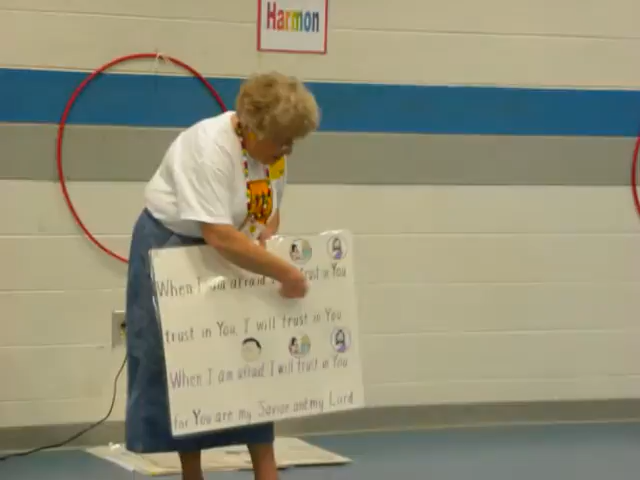 Harmon
When I am afraid I trust in You
trust in You, I will trust in You
When I am afraid I will trust in You
for You are my Savior and my Lord